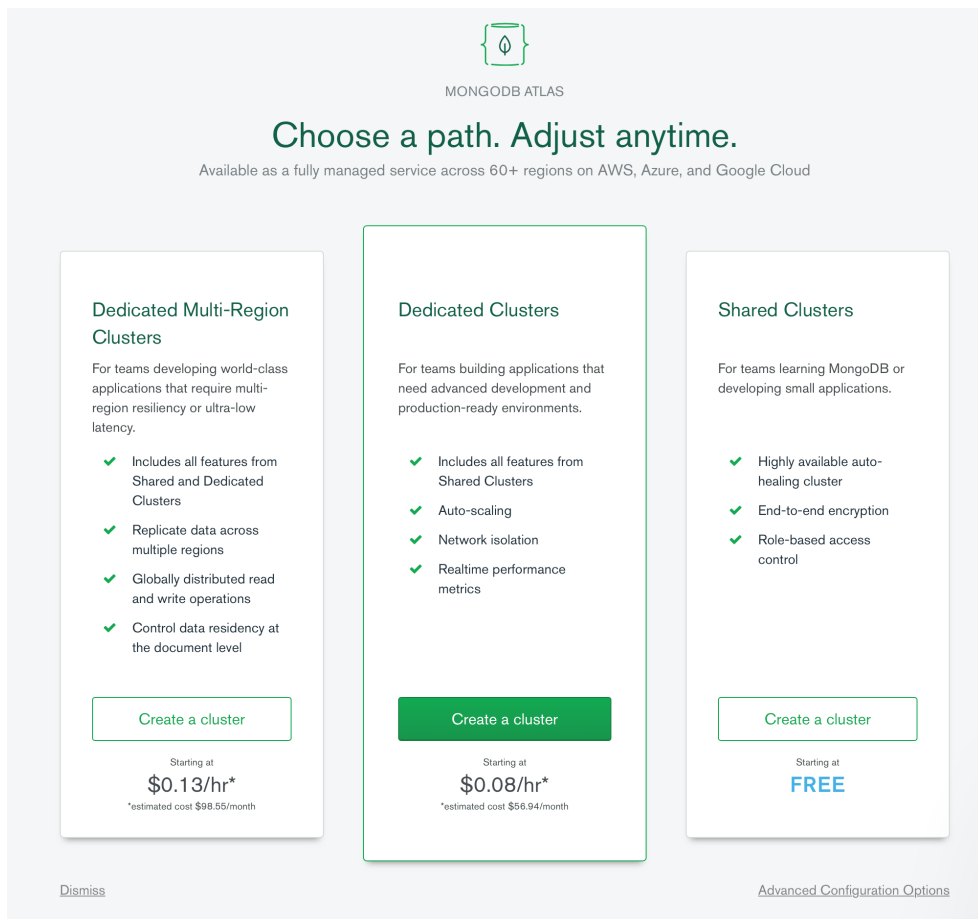 MONGODB ATLAS
Choose a path. Adjust anytime.
Available as a fully managed service across 60+ regions on AWS, Azure, and Google Cloud
Dedicated Multi-Region
Clusters
For teams developing world-class
applications that require multi-
region resiliency or ultra-low
latency.
Includes all features from
Shared and Dedicated
Clusters
Replicate data across
multiple regions
Globally distributed read
and write operations
Control data residency at
the document level
Create a cluster
Starting at
$0.13/hr*
*estimated cost $98.55/month
Dedicated Clusters
For teams building applications that
need advanced development and
production-ready environments.
Includes all features from
Shared Clusters
Auto-scaling
Network isolation
Realtime performance
metrics
Create a cluster
Starting at
$0.08/hr*
*estimated cost $56.94/month
Shared Clusters
For teams learning MongoDB or
developing small applications.
Highly available auto-
healing cluster
End-to-end encryption
Role-based access
control
Create a cluster
Starting at
FREE
Dismiss
Advanced Configuration Options